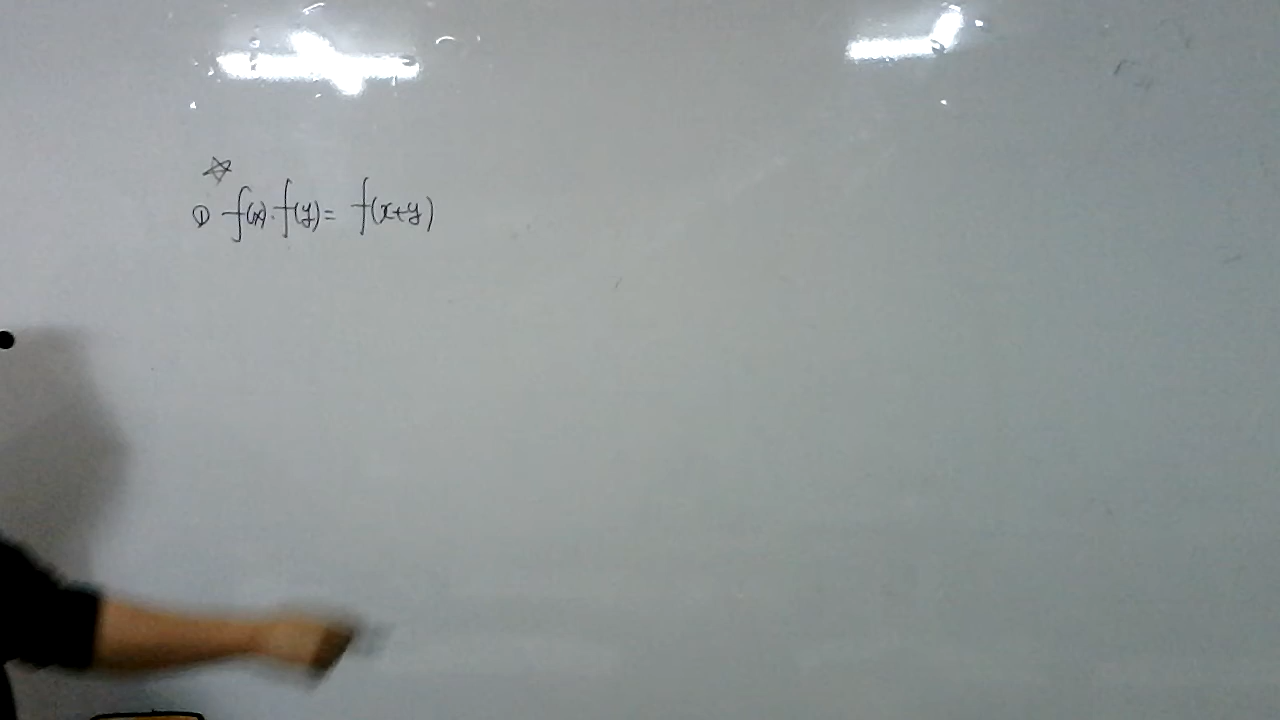 ☆
① f(x).f(y) = f(x+y)